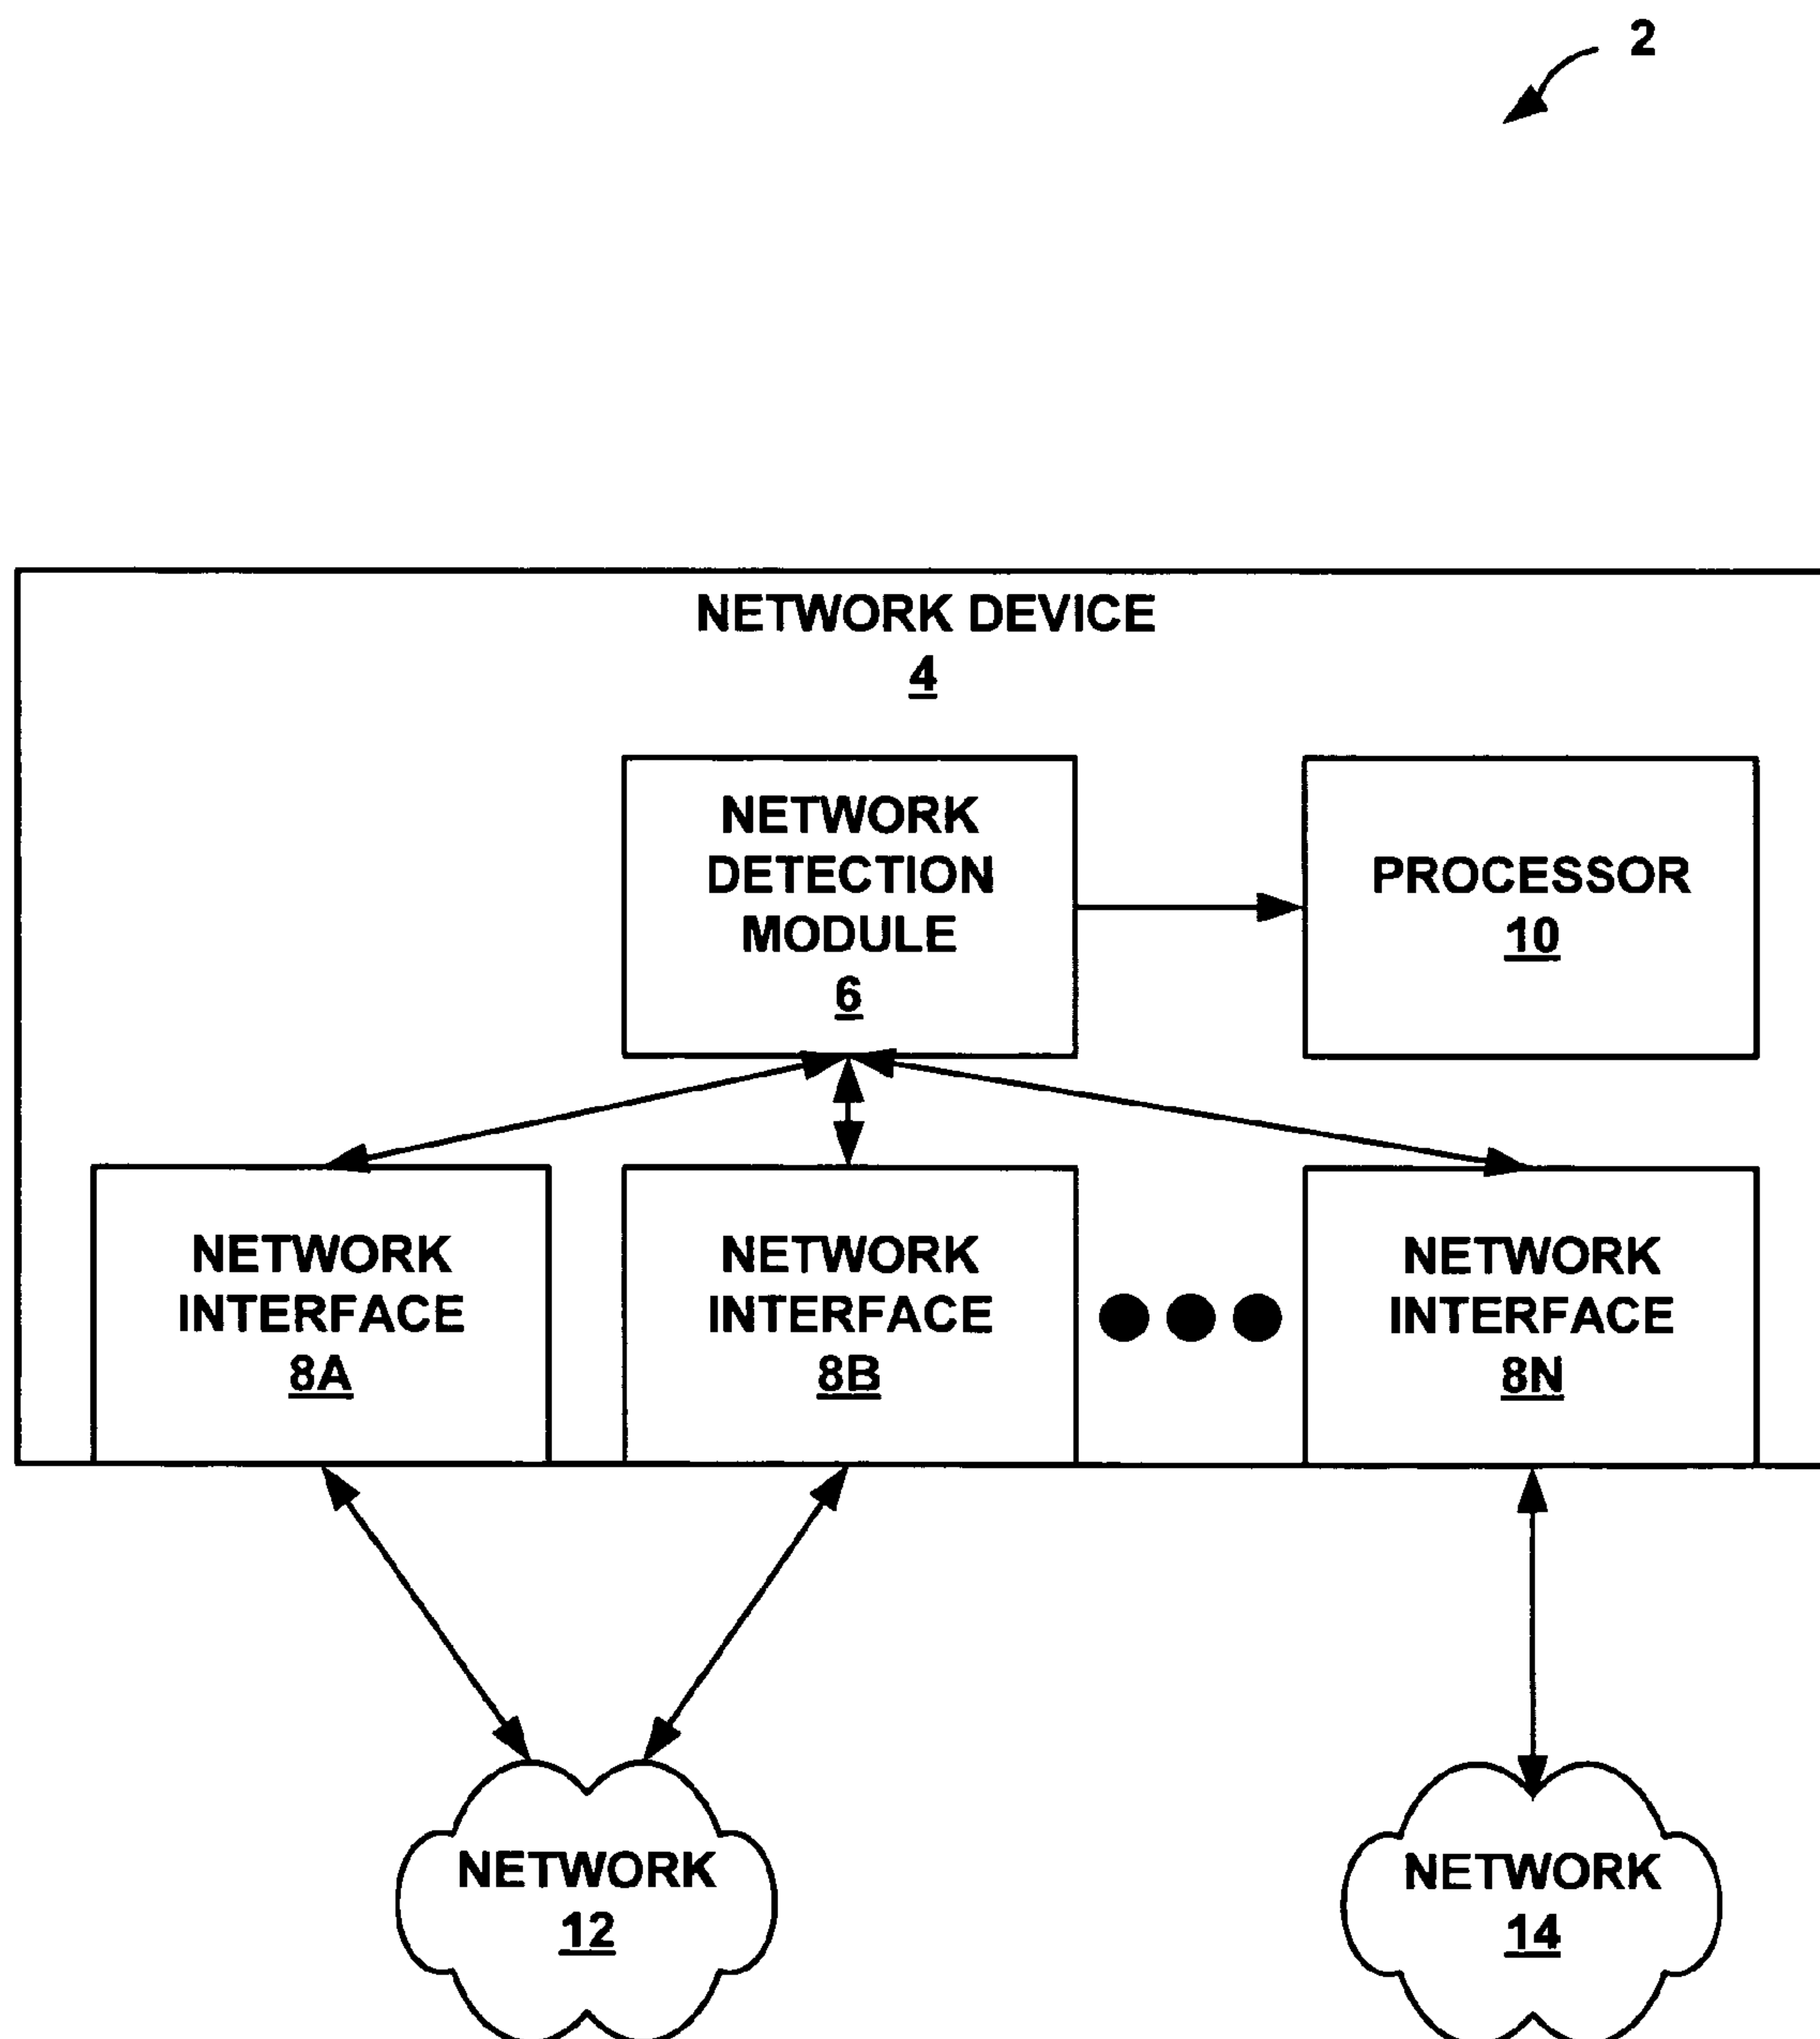 2
NETWORK DEVICE
4
NETWORK
DETECTION
MODULE
6
PROCESSOR
10
NETWORK
INTERFACE
8A
NETWORK
INTERFACE
8B
NETWORK
INTERFACE
8N
NETWORK
12
NETWORK
14